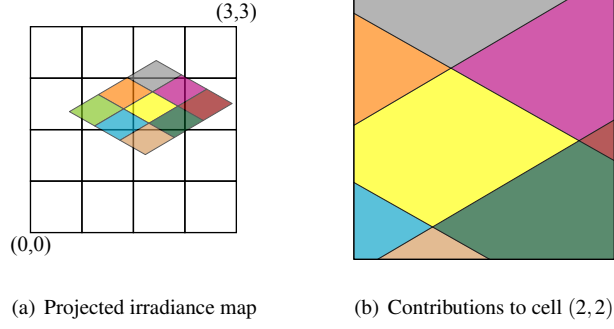 (3,3)
(0,0)
(a) Projected irradiance map
(b) Contributions to cell (2,2)